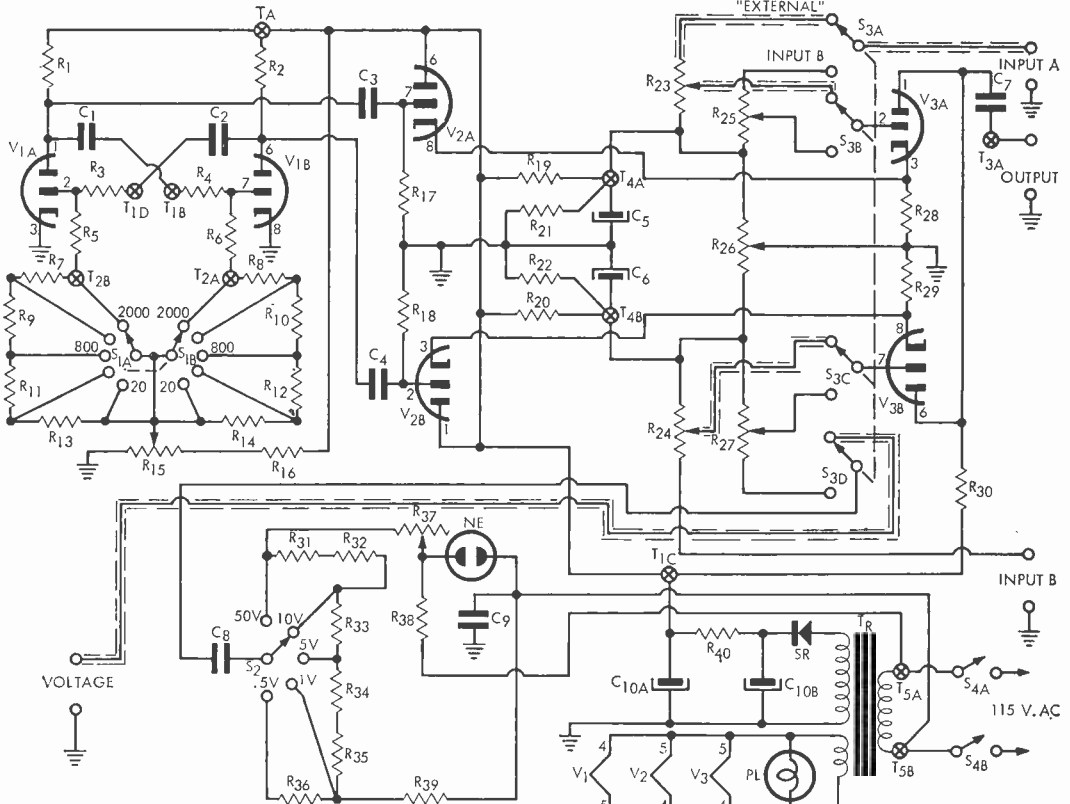 "EXTERNAL"
TA
S3A
R1
R2
6
INPUT B
INPUT A
C3
R23
C7
7
V3A
1
C1
C2
R25
2
V2A
S3B
T3A
V1A
1
6
V1B
8
3
R3
R4
R19
T4A
OUTPUT
2
7
T1D
T1B
R17
C5
3
R5
R6
8
R21
R28
R26
R7
T2B
T2A
R8
R22
C6
R29
R9
2000
2000
R10
R18
R20
T4B
8
800
S1A
S1B
800
3
7
C4
S3C
R11
20
20
R12
2
V2B
V3B
6
R13
R14
1
R24
R27
R15
R16
S3D
R30
R37
NE
R31
R32
T1C
INPUT B
50V
10V
R33
R38
C9
TR
C8
5V
R40
SR
S2
VOLTAGE
.5V
1V
R34
C10A
C10B
T5A
S4A
115 V. AC
R35
4
5
5
T5B
S4B
V1
V2
V3
PL
R36
R39
5
4
4